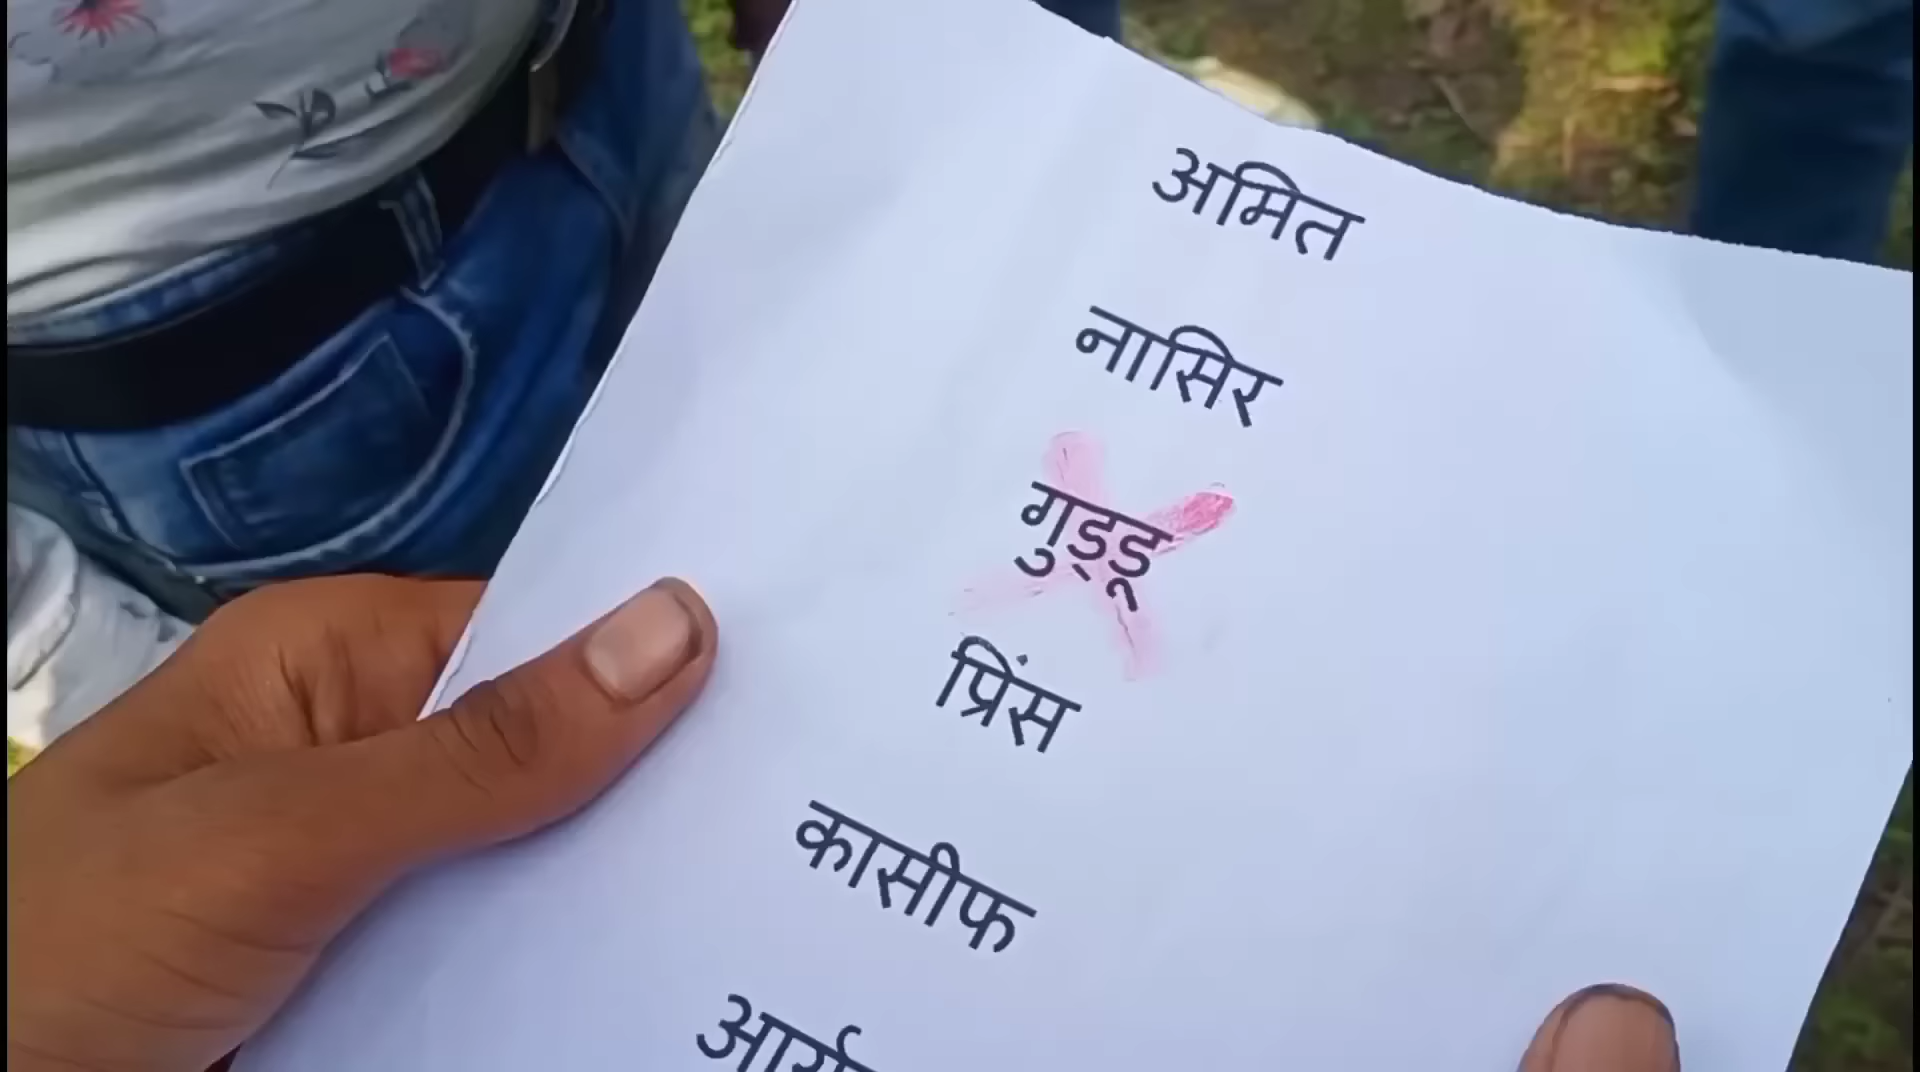 अमित
नासिर
गुड्डू
प्रिंस
कासीफ